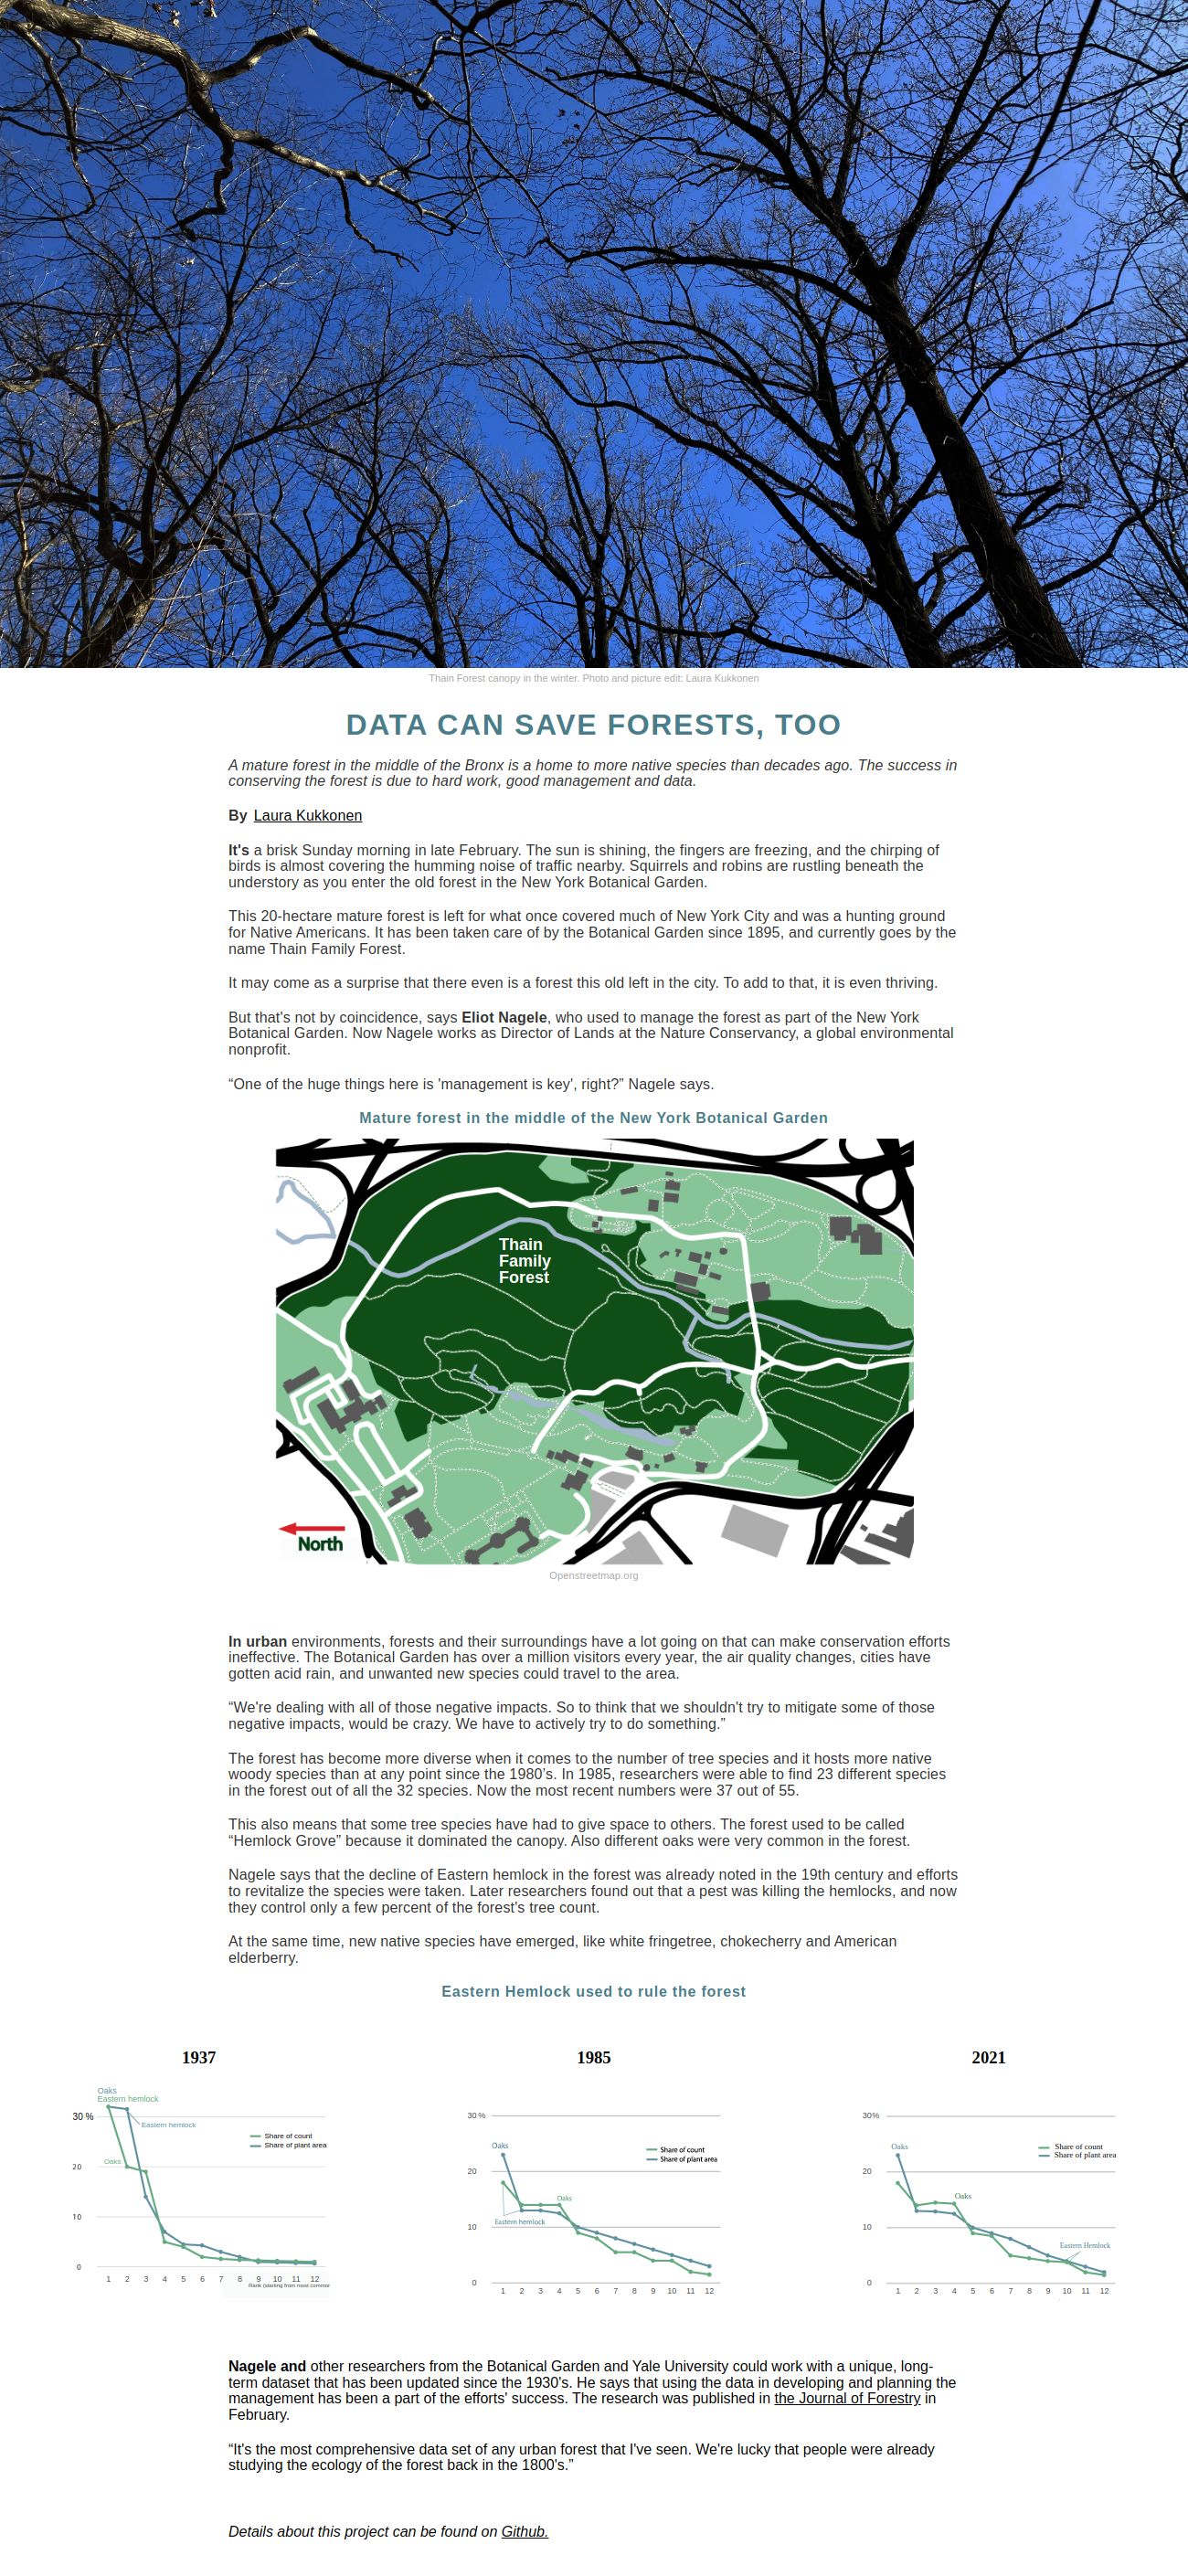 Thain Forest canopy in the winter. Photo and picture edit: Laura Kukkonen
DATA CAN SAVE FORESTS, TOO
A mature forest in the middle of the Bronx is a home to more native species than decades ago. The success in
conserving the forest is due to hard work, good management and data.
By Laura Kukkonen
It's a brisk Sunday morning in late February. The sun is shining, the fingers are freezing, and the chirping of
birds is almost covering the humming noise of traffic nearby. Squirrels and robins are rustling beneath the
understory as you enter the old forest in the New York Botanical Garden.
This 20-hectare mature forest is left for what once covered much of New York City and was a hunting ground
for Native Americans. It has been taken care of by the Botanical Garden since 1895, and currently goes by the
name Thain Family Forest.
It may come as a surprise that there even is a forest this old left in the city. To add to that, it is even thriving.
But that's not by coincidence, says Eliot Nagele, who used to manage the forest as part of the New York
Botanical Garden. Now Nagele works as Director of Lands at the Nature Conservancy, a global environmental
nonprofit.
“One of the huge things here is 'management is key', right?” Nagele says.
Mature forest in the middle of the New York Botanical Garden
Thain
Family
Forest
North
Openstreetmap.org
In urban environments, forests and their surroundings have a lot going on that can make conservation efforts
ineffective. The Botanical Garden has over a million visitors every year, the air quality changes, cities have
gotten acid rain, and unwanted new species could travel to the area.
“We're dealing with all of those negative impacts. So to think that we shouldn't try to mitigate some of those
negative impacts, would be crazy. We have to actively try to do something.”
The forest has become more diverse when it comes to the number of tree species and it hosts more native
woody species than at any point since the 1980's. In 1985, researchers were able to find 23 different species
in the forest out of all the 32 species. Now the most recent numbers were 37 out of 55.
This also means that some tree species have had to give space to others. The forest used to be called
“Hemlock Grove” because it dominated the canopy. Also different oaks were very common in the forest.
Nagele says that the decline of Eastern hemlock in the forest was already noted in the 19th century and efforts
to revitalize the species were taken. Later researchers found out that a pest was killing the hemlocks, and now
they control only a few percent of the forest's tree count.
At the same time, new native species have emerged, like white fringetree, chokecherry and American
elderberry.
Eastern Hemlock used to rule the forest
1937
Oaks
Eastern hemlock
30 %
Eastern hemlock
Share of count
Share of plant area
Oaks
20
10
0
1 2 3 4 5 6 7 8 9 10 11 12
Rank (starting from most common
1985
30 %
Oaks
Share of count
Share of plant area
20
Oaks
Eastern hemlock
10
0
1 2 3 4 5 6 7 8 9 10 11 12
2021
30%
Oaks
Share of count
Share of plant area
20
Oaks
10
Eastern Hemlock
0
1 2 3 4 5 6 7 8 9 10 11 12
Nagele and other researchers from the Botanical Garden and Yale University could work with a unique, long-
term dataset that has been updated since the 1930's. He says that using the data in developing and planning the
management has been a part of the efforts' success. The research was published in the Journal of Forestry in
February.
“It's the most comprehensive data set of any urban forest that I've seen. We're lucky that people were already
studying the ecology of the forest back in the 1800's.”
Details about this project can be found on Github.